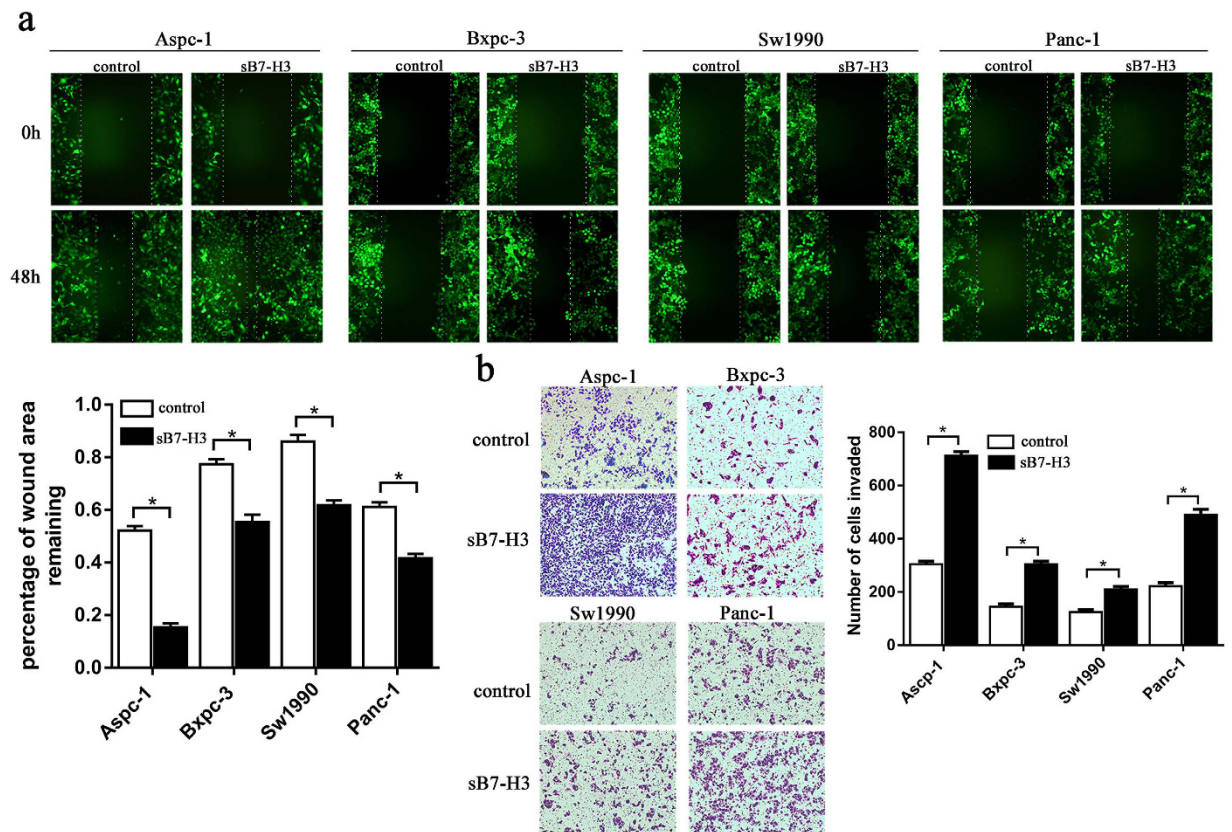 a
Aspc-1 Bxpc-3 Sw1990 Panc-1
control sB7-H3 control sB7-H3 control sB7-H3 control sB7-H3
0h
48h
percentage of wound area
remaining
1.0
0.8
0.6
0.4
0.2
0.0
control
sB7-H3
* * * *
Aspc-1 Bxpc-3 Sw1990 Panc-1
b
Aspc-1 Bxpc-3
control
sB7-H3
Sw1990 Panc-1
control
sB7-H3
Number of cells invaded
800
600
400
200
0
control
sB7-H3
* * * *
Ascp-1 Bxpc-3 Sw1990 Panc-1